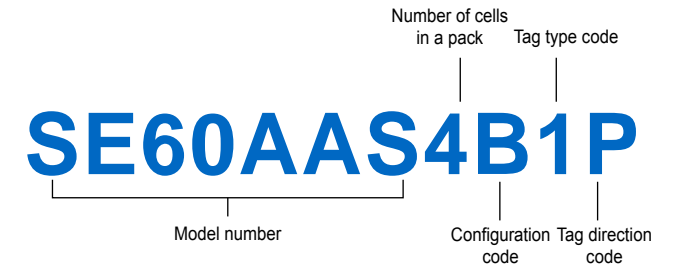 Number of cells
in a pack
Tag type code
SE60AAS4B1P
Model number
Configuration
code
Tag direction
code